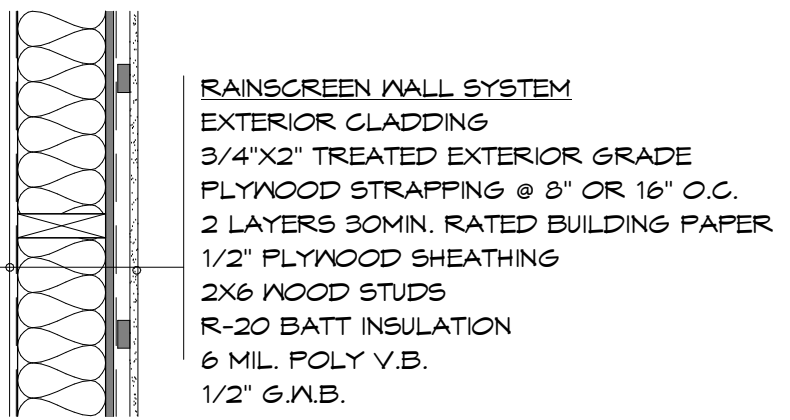 RAINSCREEN WALL SYSTEM
EXTERIOR CLADDING
3/4"X2" TREATED EXTERIOR GRADE
PLYWOOD STRAPPING @ 8" OR 16" O.C.
2 LAYERS 30MIN. RATED BUILDING PAPER
1/2" PLYWOOD SHEATHING
2X6 WOOD STUDS
R-20 BATT INSULATION
6 MIL. POLY V.B.
1/2" G.W.B.